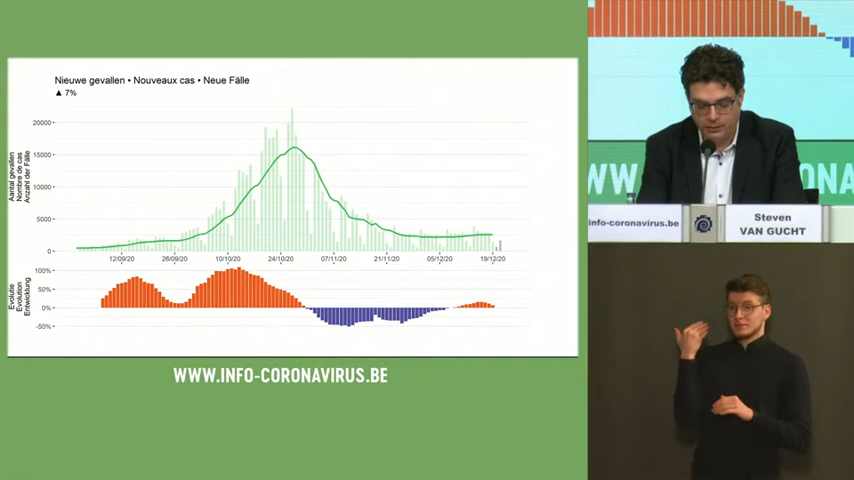 Nieuwe gevallen • Nouveaux cas • Neue Fälle
▲ 7%
Aantal gevallen
Nombre de cas
Anzahl der Fälle
20000
15000
10000
5000
0
12/09/20
26/09/20
10/10/20
24/10/20
07/11/20
21/11/20
05/12/20
19/12/20
Evolutie
Evolution
Entwicklung
100%
50%
0%
-50%
WWW.INFO-CORONAVIRUS.BE
WWW
ONA
info-coronavirus.be
Steven
VAN GUCHT